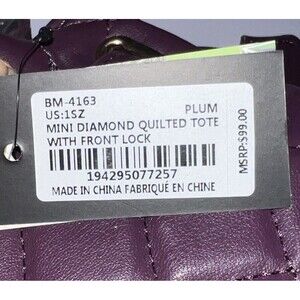 BM-4163
US:1SZ PLUM
MINI DIAMOND QUILTED TOTE
WITH FRONT LOCK
194295077257
MADE IN CHINA FABRIQUÉ EN CHINE
MSRP:$99.00